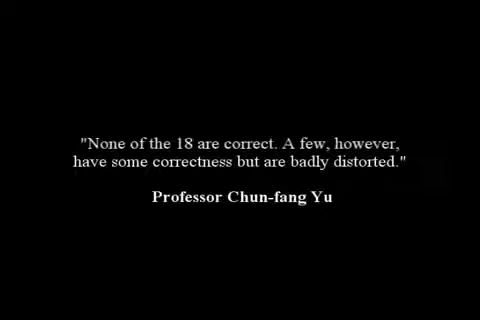 "None of the 18 are correct. A few, however,
have some correctness but are badly distorted."
Professor Chun-fang Yu